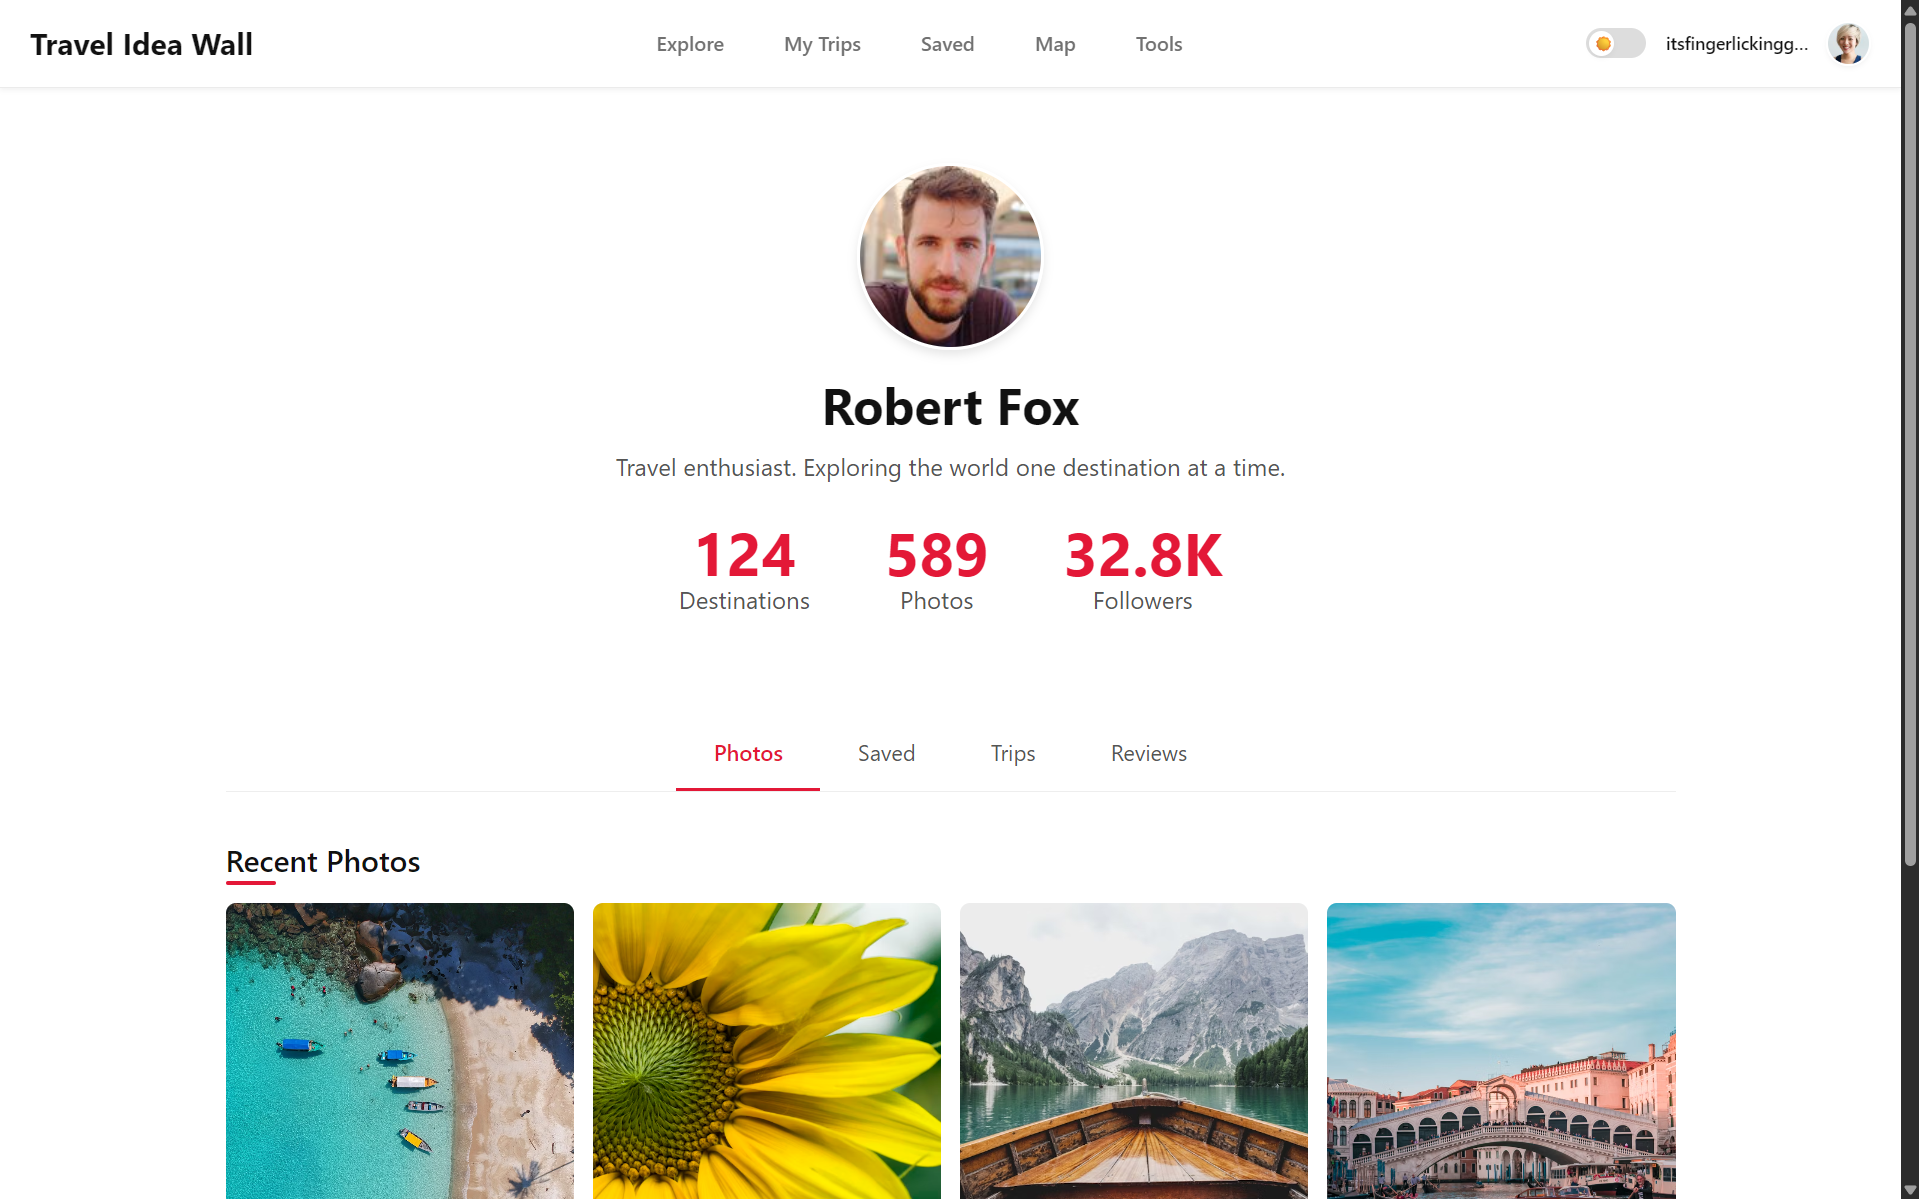 Travel Idea Wall
Explore
My Trips
Saved
Map
Tools
itsfingerlickingg...
Robert Fox
Travel enthusiast. Exploring the world one destination at a time.
124
Destinations
589
Photos
32.8K
Followers
Photos
Saved
Trips
Reviews
Recent Photos